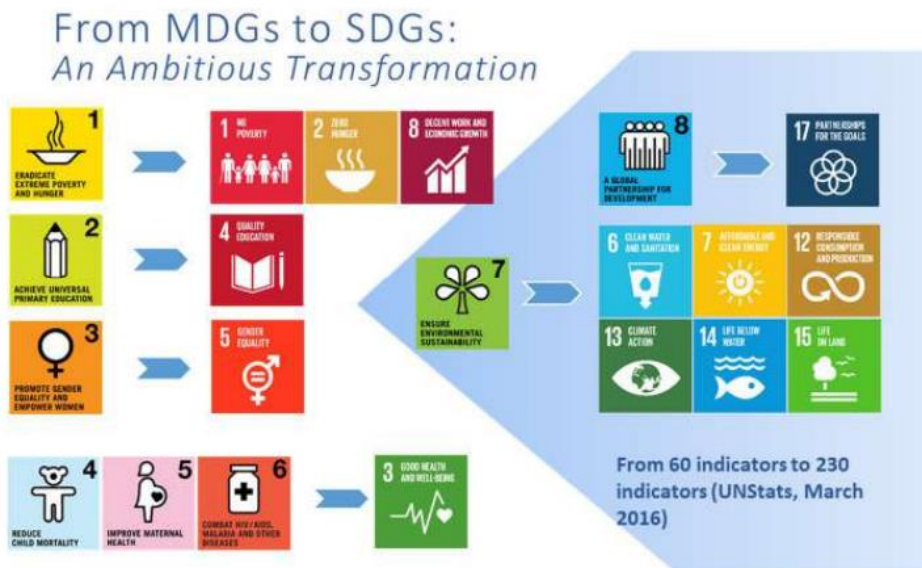 From MDGs to SDGs:
An Ambitious Transformation
1
ERADICATE
EXTREME POVERTY
AND HUNGER
1 NO
POVERTY
2 ZERO
HUNGER
8 DECENT WORK AND
ECONOMIC GROWTH
8
A GLOBAL
PARTNERSHIP FOR
DEVELOPMENT
17 PARTNERSHIPS
FOR THE GOALS
2
ACHIEVE UNIVERSAL
PRIMARY EDUCATION
4 QUALITY
EDUCATION
7
ENSURE
ENVIRONMENTAL
SUSTAINABILITY
6 CLEAN WATER
AND SANITATION
7 AFFORDABLE AND
CLEAN ENERGY
12 RESPONSIBLE
CONSUMPTION
AND PRODUCTION
3
PROMOTE GENDER
EQUALITY AND
EMPOWER WOMEN
5 GENDER
EQUALITY
13 CLIMATE
ACTION
14 LIFE BELOW
WATER
15 LIFE
ON LAND
4
REDUCE
CHILD MORTALITY
5
IMPROVE MATERNAL
HEALTH
6
COMBAT HIV/AIDS,
MALARIA AND OTHER
DISEASES
3 GOOD HEALTH
AND WELL-BEING
From 60 indicators to 230
indicators (UNStats, March
2016)